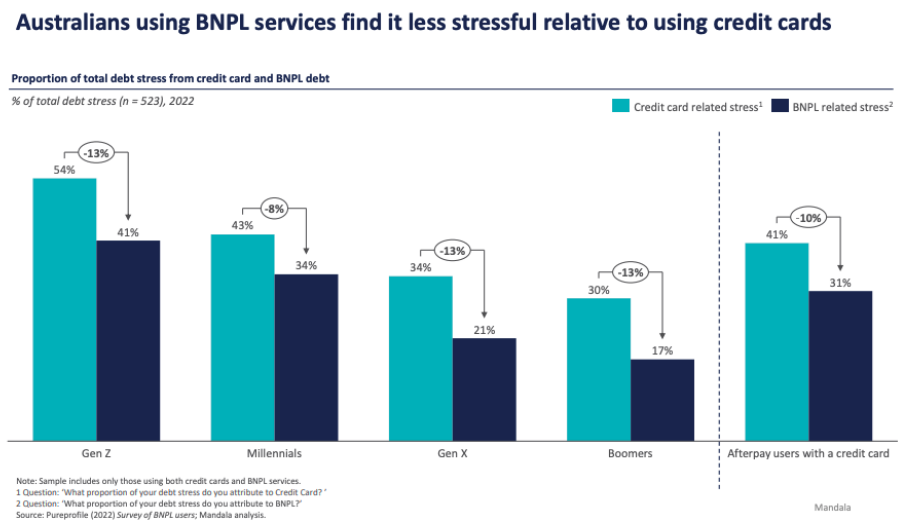 Australians using BNPL services find it less stressful relative to using credit cards
Proportion of total debt stress from credit card and BNPL debt
% of total debt stress (n = 523), 2022
Credit card related stress¹ BNPL related stress²
-13%
54%
41%
-8%
43%
34%
-13%
34%
21%
-13%
30%
17%
-10%
41%
31%
Gen Z Millennials Gen X Boomers Afterpay users with a credit card
Note: Sample includes only those using both credit cards and BNPL services.
1 Question: 'What proportion of your debt stress do you attribute to Credit Card? '
2 Question: 'What proportion of your debt stress do you attribute to BNPL?'
Source: Pureprofile (2022) Survey of BNPL users; Mandala analysis.
Mandala